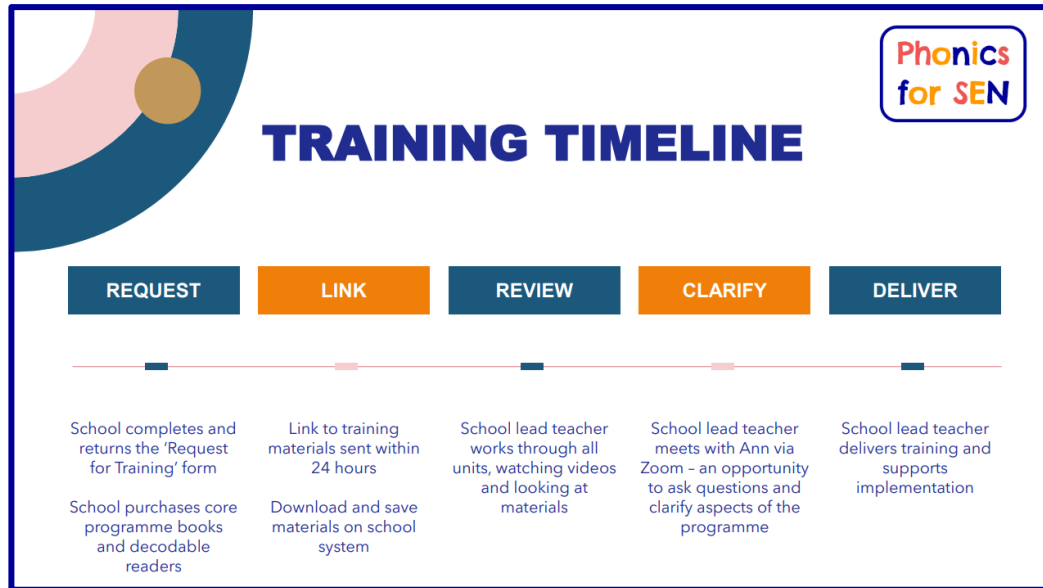 Phonics
for SEN
TRAINING TIMELINE
REQUEST
LINK
REVIEW
CLARIFY
DELIVER
School completes and
returns the ‘Request
for Training’ form
School purchases core
programme books
and decodable
readers
Link to training
materials sent within
24 hours
Download and save
materials on school
system
School lead teacher
works through all
units, watching videos
and looking at
materials
School lead teacher
meets with Ann via
Zoom – an opportunity
to ask questions and
clarify aspects of the
programme
School lead teacher
delivers training and
supports
implementation